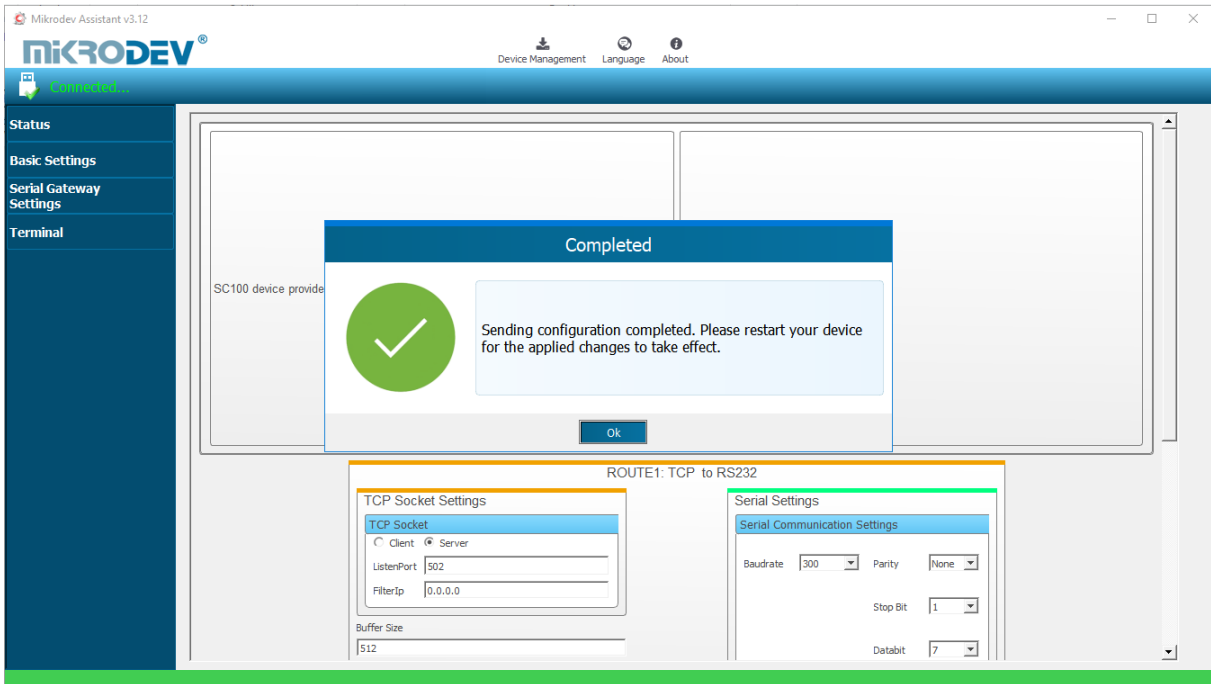 Mikrodev Assistant v3.12
MiKRODEV®
Device Management Language About
Connected...
Status
Basic Settings
Serial Gateway
Settings
Terminal
SC100 device provide
Completed
Sending configuration completed. Please restart your device
for the applied changes to take effect.
Ok
ROUTE1: TCP to RS232
TCP Socket Settings
TCP Socket
Client Server
ListenPort 502
FilterIp 0.0.0.0
Buffer Size
512
Serial Settings
Serial Communication Settings
Baudrate 300 Parity None
Stop Bit 1
Databit 7